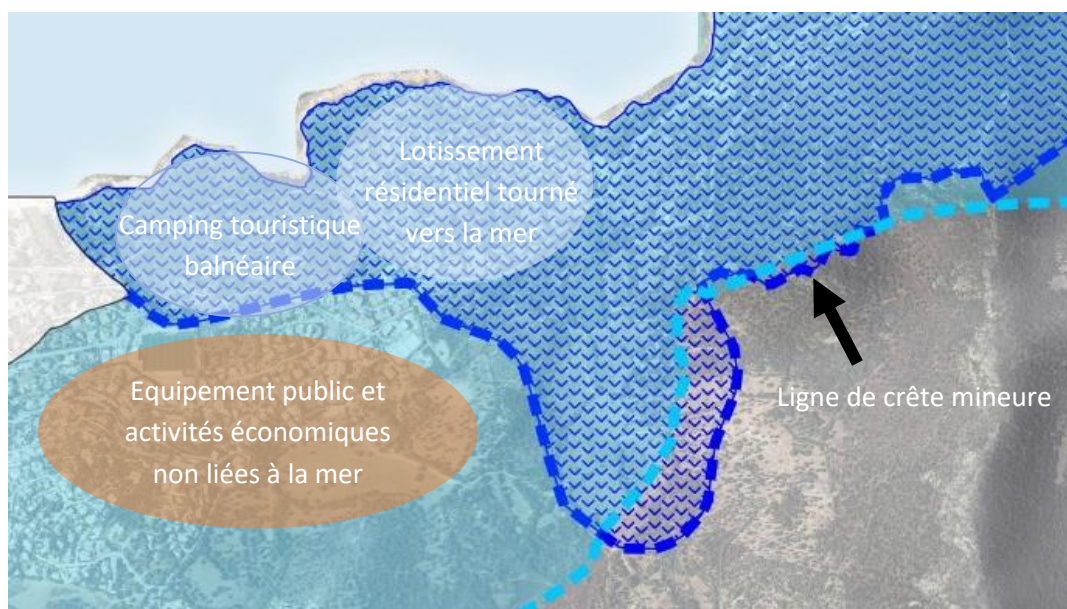 Lotissement
résidentiel tourné
vers la mer
Camping touristique
balnéaire
Equipement public et
activités économiques
non liées à la mer
Ligne de crête mineure